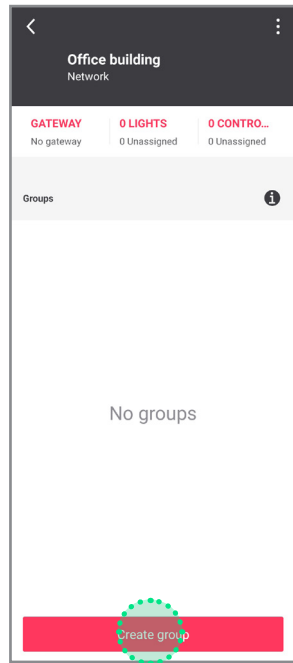 Office building
Network
GATEWAY
No gateway
0 LIGHTS
0 Unassigned
0 CONTRO...
0 Unassigned
Groups
No groups
Create group